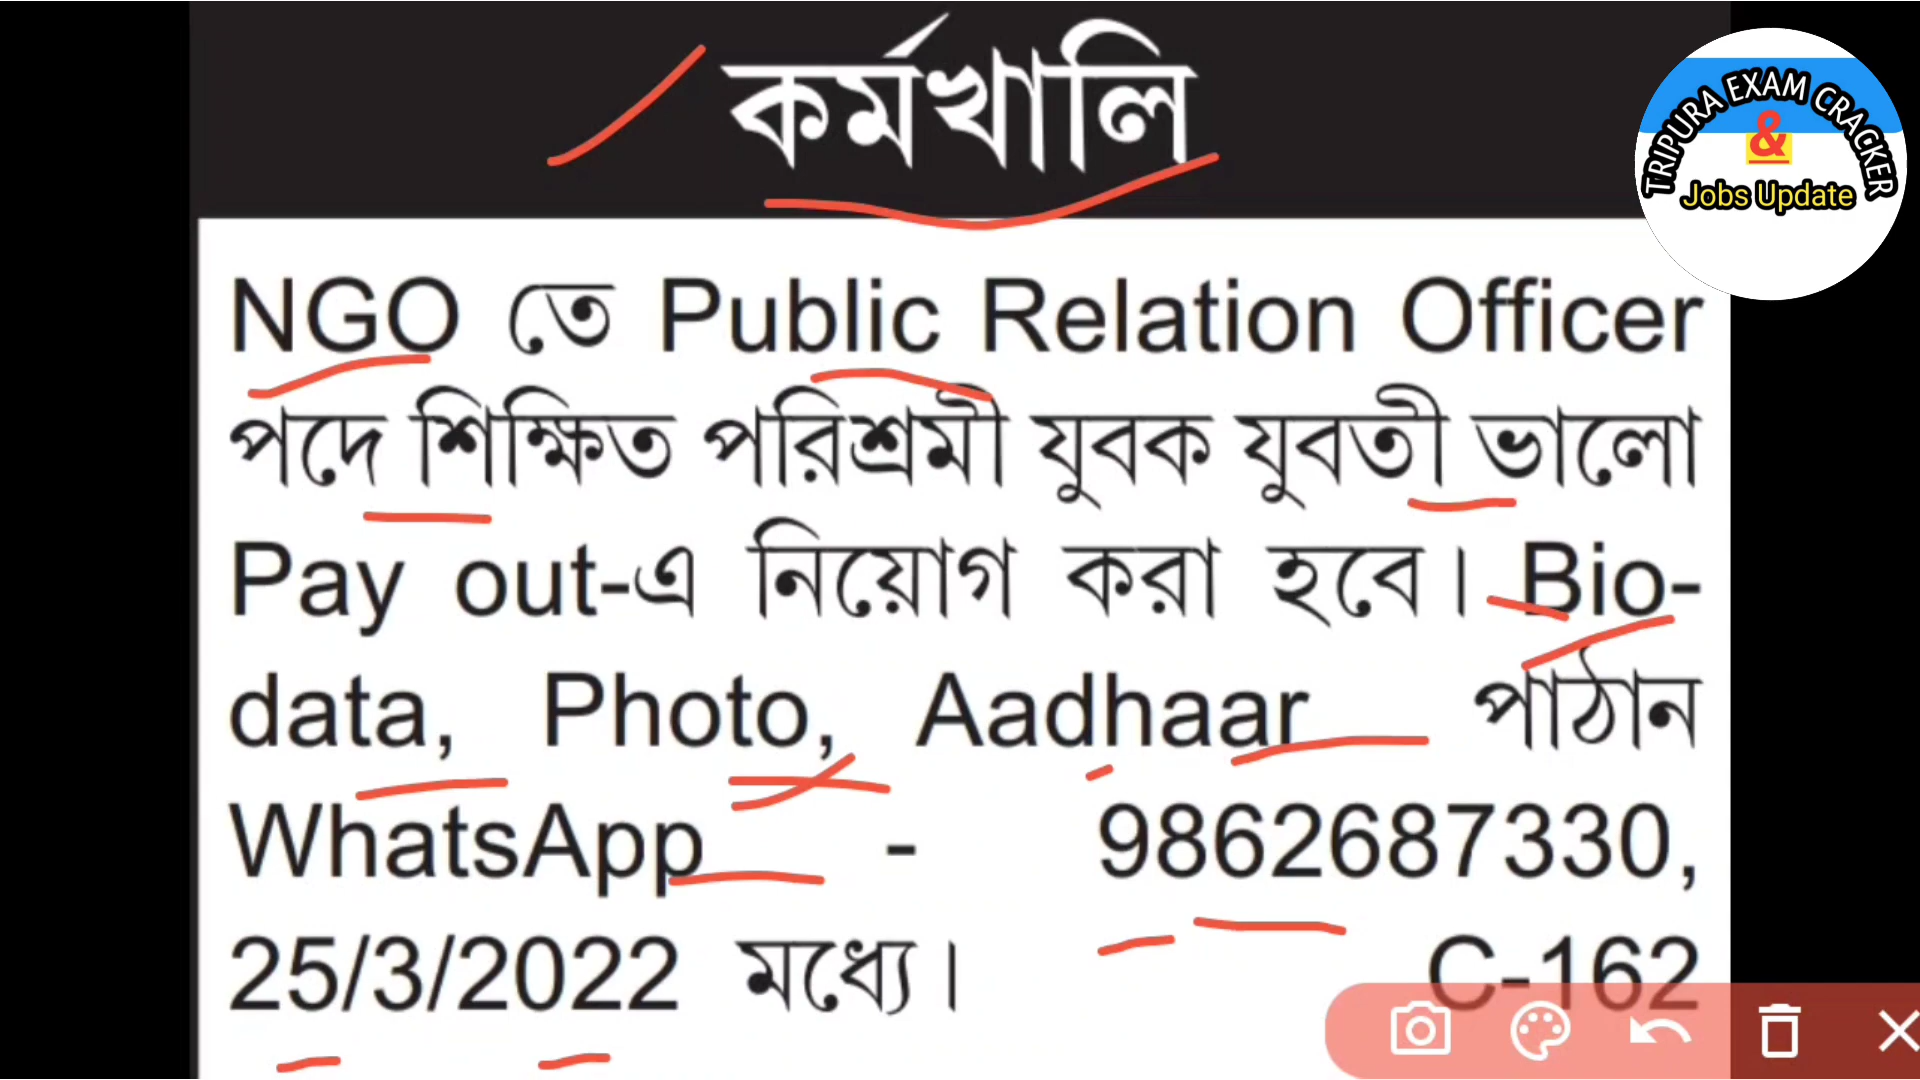 কর্মখালি
TRIPURA EXAM CRACKER
&
Jobs Update
NGO তে Public Relation Officer
পদে শিক্ষিত পরিশ্রমী যুবক যুবতী ভালো
Pay out-এ নিয়োগ করা হবে। Bio-
data, Photo, Aadhaar পাঠান
WhatsApp - 9862687330,
25/3/2022 মধ্যে। C-162